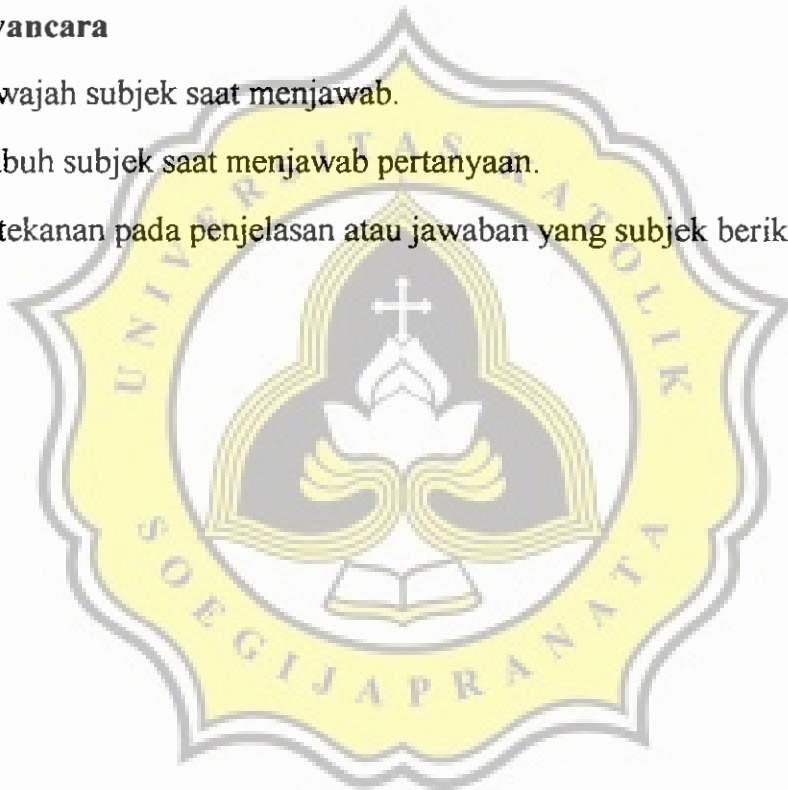 vancara
wajah subjek saat menjawab.
buh subjek saat menjawab pertanyaan.
tekanan pada penjelasan atau jawaban yang subjek berik
UNIVERSITAS KATOLIK
SOEGIJAPRANATA